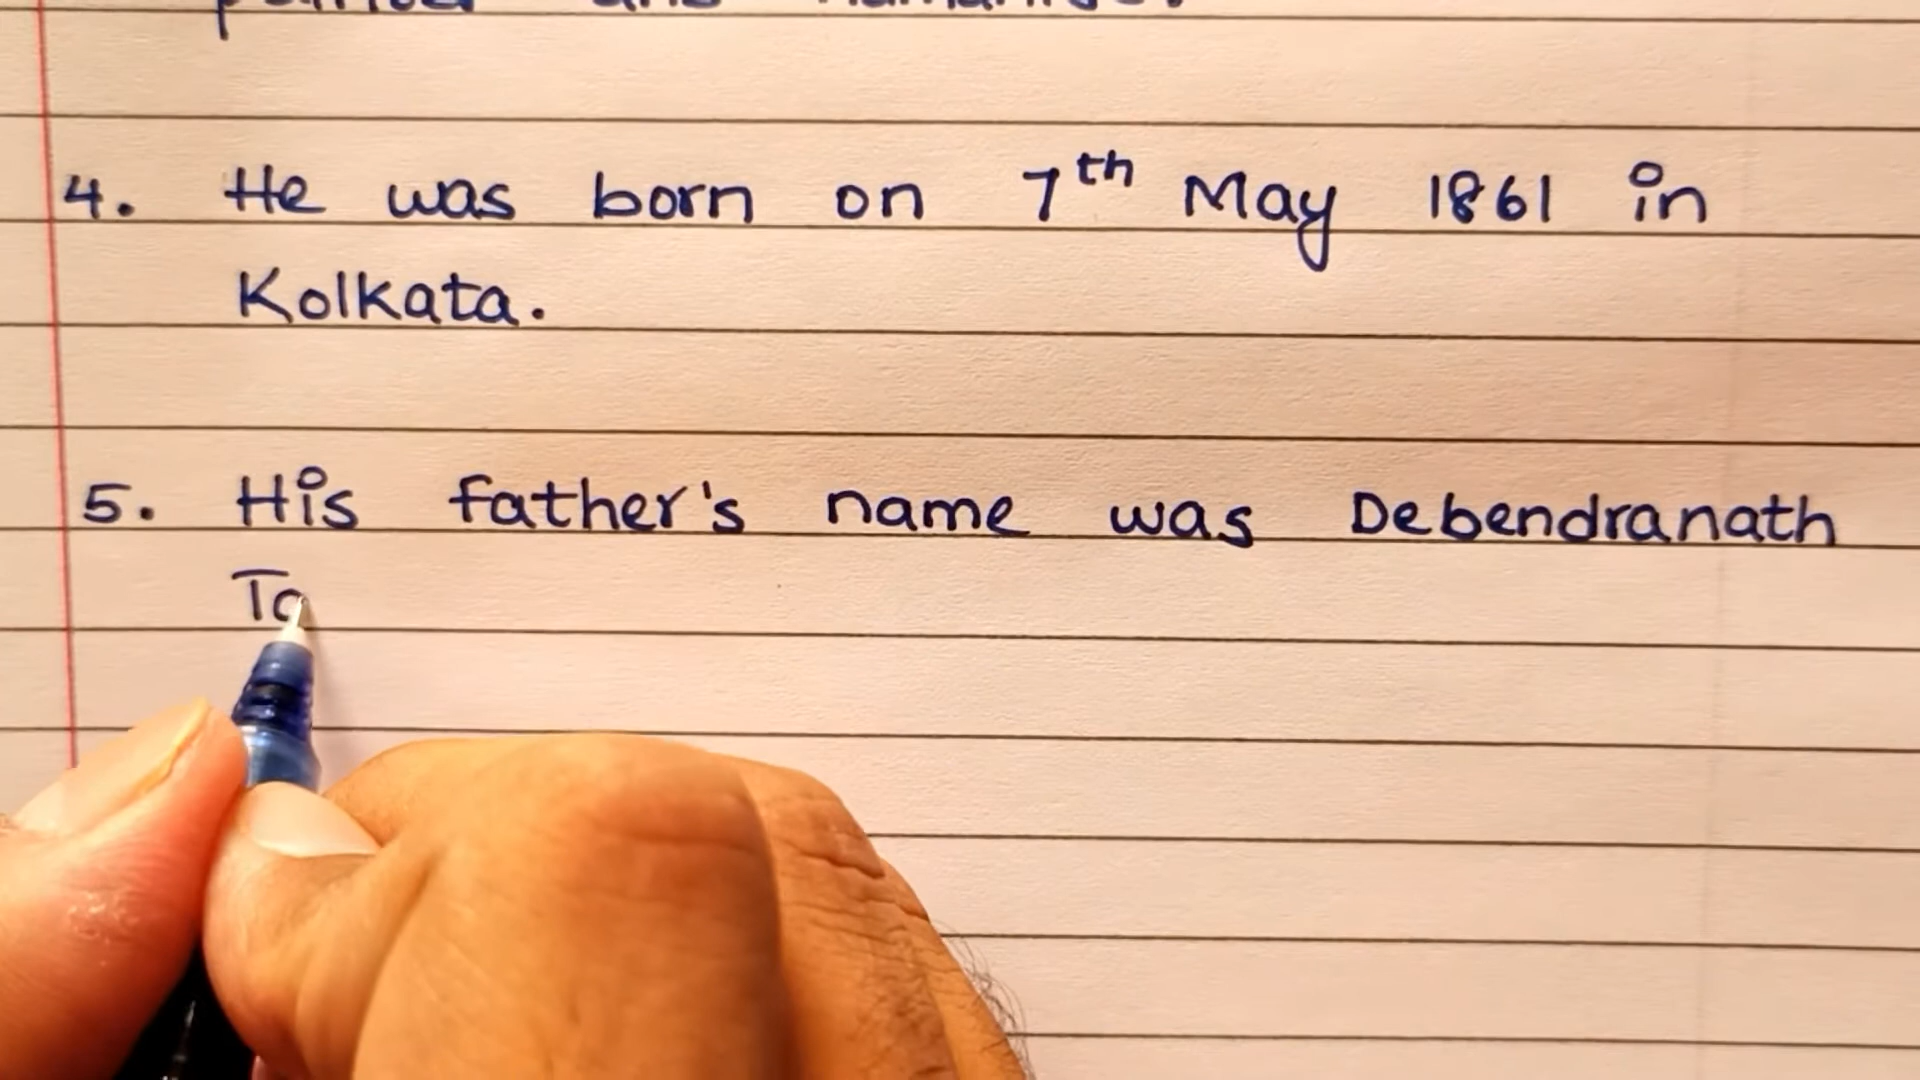 4. He was born on 7th May 1861 in
Kolkata.
5. His father's name was Debendranath